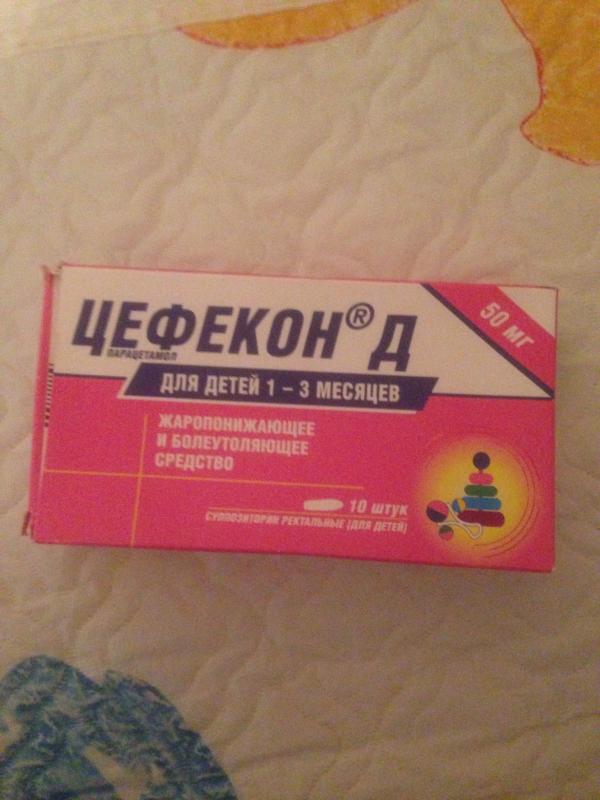 ЦЕФЕКОН® Д
ПАРАЦЕТАМОЛ
50 МГ
ДЛЯ ДЕТЕЙ 1 – 3 МЕСЯЦЕВ
ЖАРОПОНИЖАЮЩЕЕ
И БОЛЕУТОЛЯЮЩЕЕ
СРЕДСТВО
10 штук
СУППОЗИТОРИИ РЕКТАЛЬНЫЕ (ДЛЯ ДЕТЕЙ)